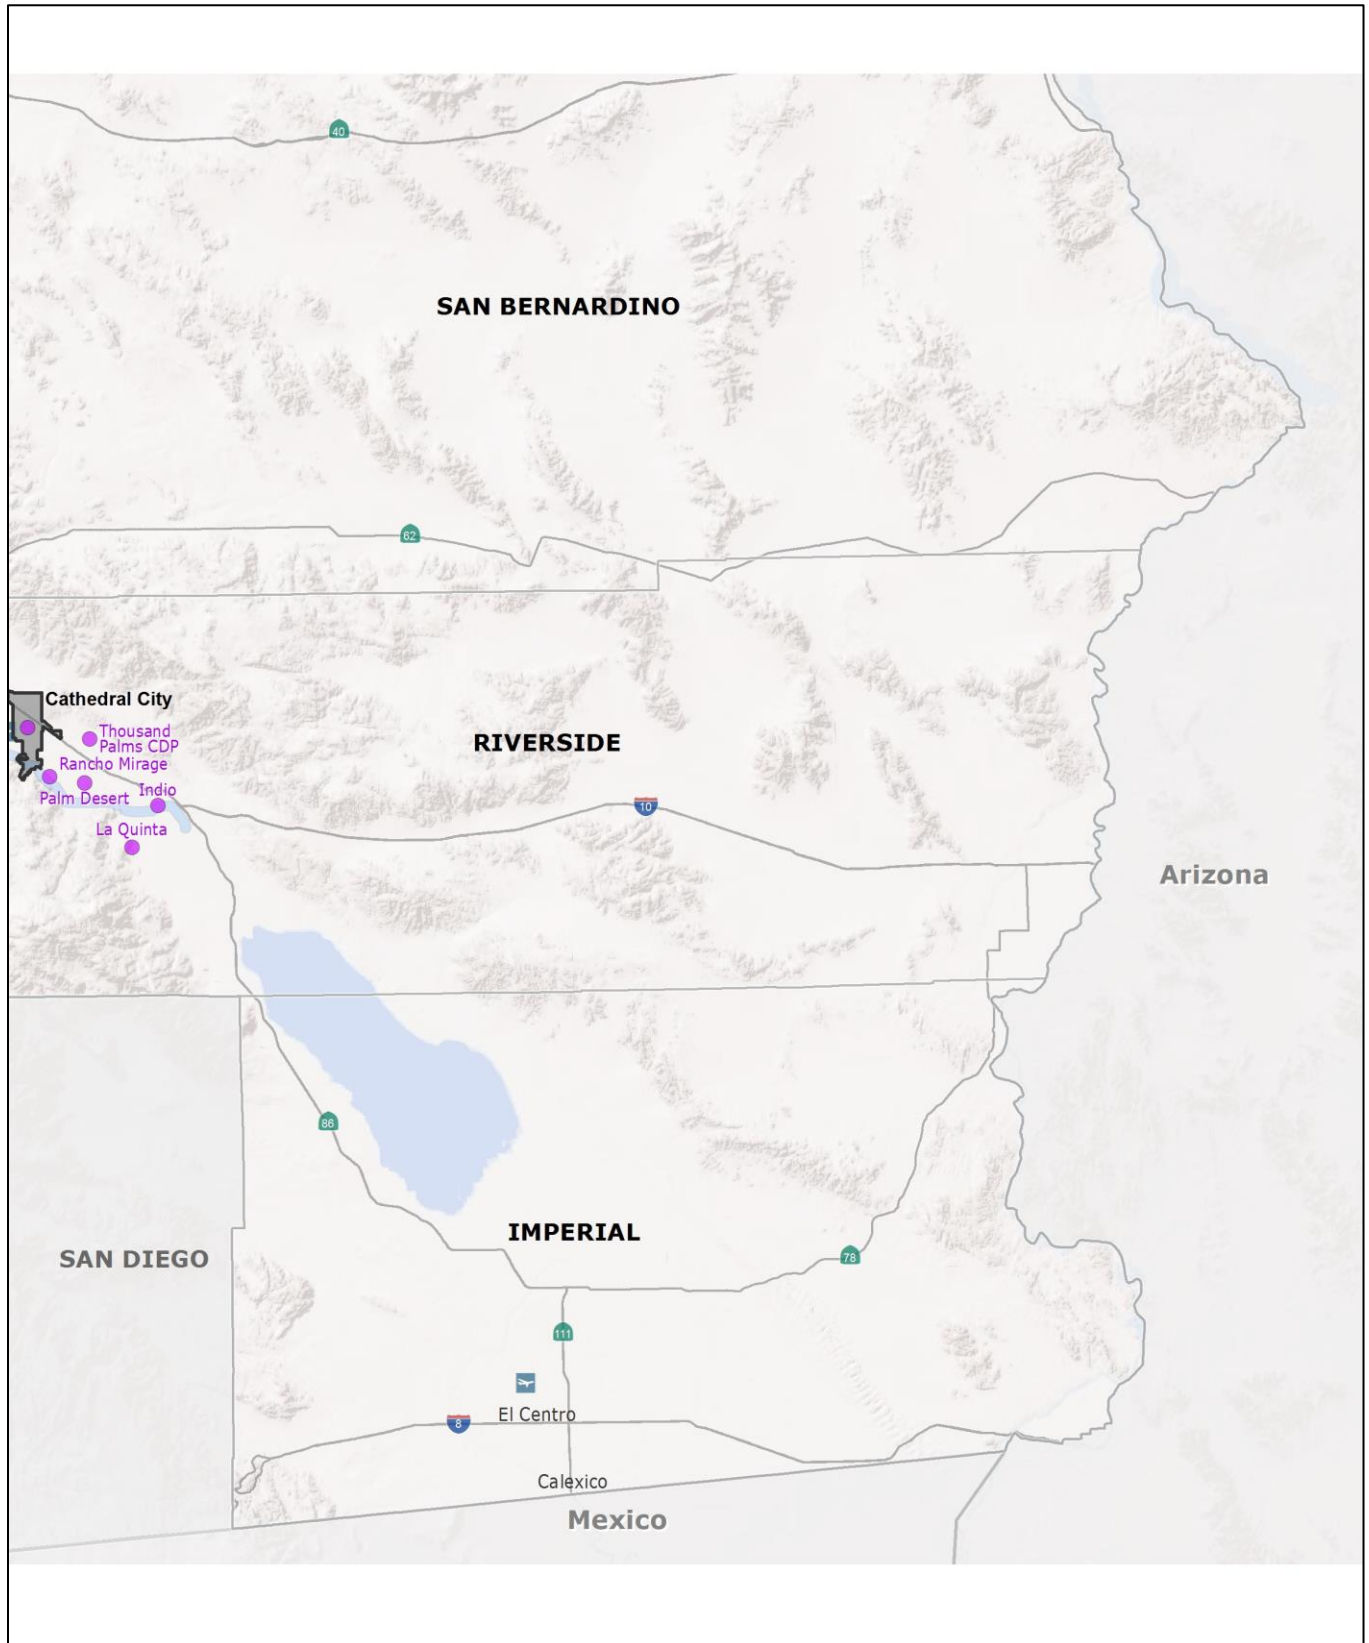 40
SAN BERNARDINO
62
Cathedral City
Thousand
Palms CDP
Rancho Mirage
Palm Desert
Indio
La Quinta
RIVERSIDE
10
Arizona
86
IMPERIAL
SAN DIEGO
78
111
El Centro
8
Calexico
Mexico